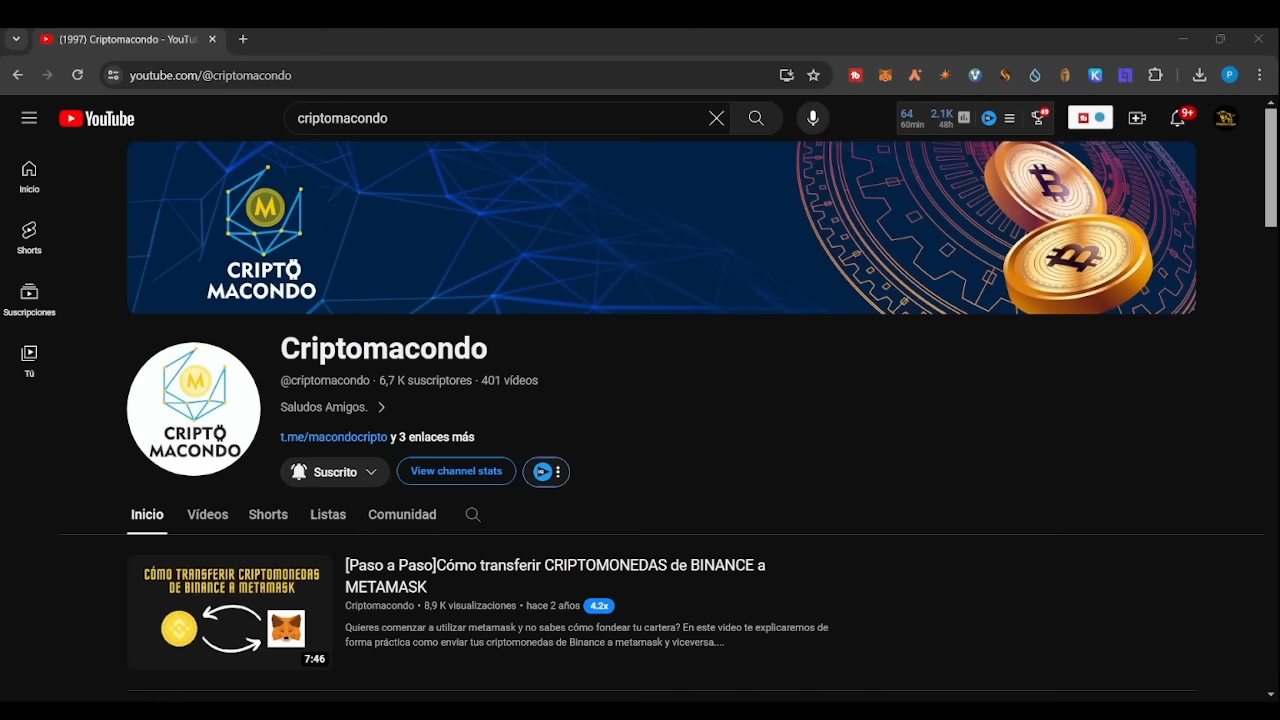 (1997) Criptomacondo - YouTu
youtube.com/@criptomacondo
P
YouTube
criptomacondo
64
60min
2.1K
48h
49
9+
Inicio
Shorts
Suscripciones
Tú
M
CRIPTO
MACONDO
M
CRIPTO
MACONDO
Criptomacondo
@criptomacondo · 6,7 K suscriptores · 401 vídeos
Saludos Amigos.
t.me/macondocripto y 3 enlaces más
Suscrito
View channel stats
Inicio
Vídeos
Shorts
Listas
Comunidad
CÓMO TRANSFERIR CRIPTOMONEDAS
DE BINANCE A METAMASK
7:46
[Paso a Paso]Cómo transferir CRIPTOMONEDAS de BINANCE a
METAMASK
Criptomacondo • 8,9 K visualizaciones • hace 2 años 4.2x
Quieres comenzar a utilizar metamask y no sabes cómo fondear tu cartera? En este video te explicaremos de
forma práctica como enviar tus criptomonedas de Binance a metamask y viceversa....